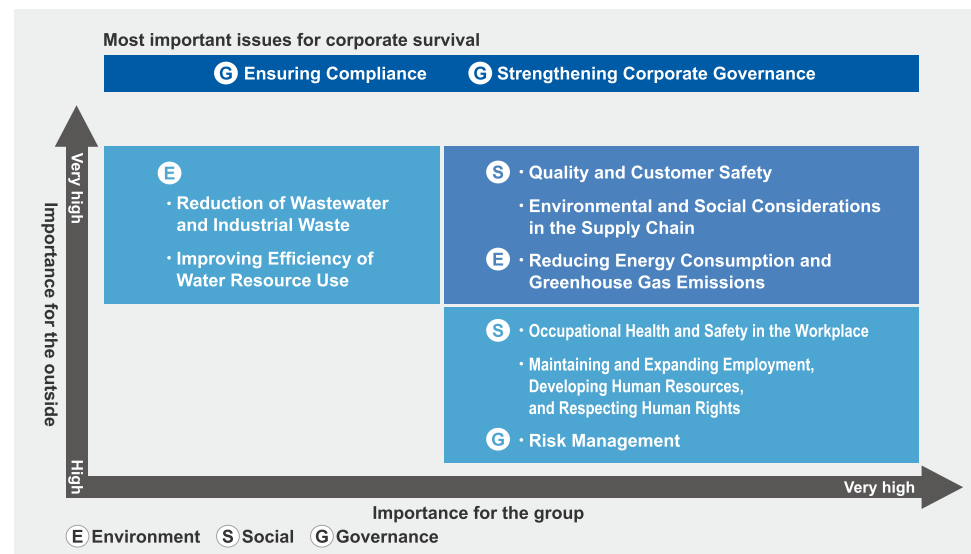 Most important issues for corporate survival
G Ensuring Compliance G Strengthening Corporate Governance
Very high
Importance for the outside
High
E
・Reduction of Wastewater
and Industrial Waste
・Improving Efficiency of
Water Resource Use
S ・Quality and Customer Safety
・Environmental and Social Considerations
in the Supply Chain
E ・Reducing Energy Consumption and
Greenhouse Gas Emissions
S ・Occupational Health and Safety in the Workplace
・Maintaining and Expanding Employment,
Developing Human Resources,
and Respecting Human Rights
G ・Risk Management
Very high
Importance for the group
E Environment S Social G Governance